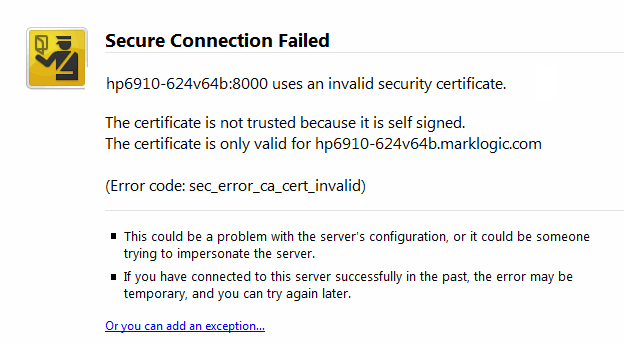 Secure Connection Failed
hp6910-624v64b:8000 uses an invalid security certificate.
The certificate is not trusted because it is self signed.
The certificate is only valid for hp6910-624v64b.marklogic.com
(Error code: sec_error_ca_cert_invalid)
This could be a problem with the server's configuration, or it could be someone
trying to impersonate the server.
If you have connected to this server successfully in the past, the error may be
temporary, and you can try again later.
Or you can add an exception...